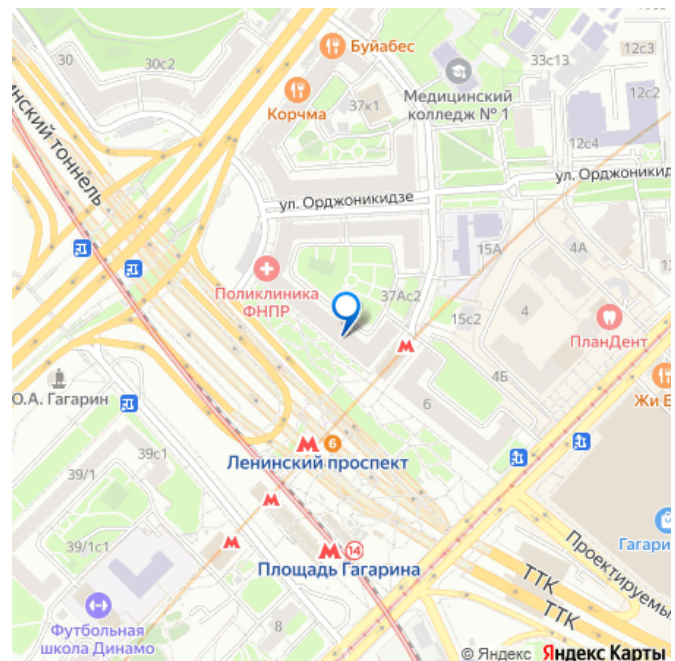 Буйабес
33с13
12с3
30
30с2
Корчма
37к1
Медицинский
колледж № 1
12с2
инский тоннель
12с4
ул. Орджоникид
ул. Орджоникидзе
15А
4А
Поликлиника
ФНПР
37Ас2
15с2
4
12
ПланДент
О.А. Гагарин
4Б
6
Жи Е
39с1
6
Ленинский проспект
39/1
14
Площадь Гагарина
Гагари
Проектируемы
39/1с1
ТТК
ТТК
Футбольная
школа Динамо
8
© Яндекс Яндекс Карты